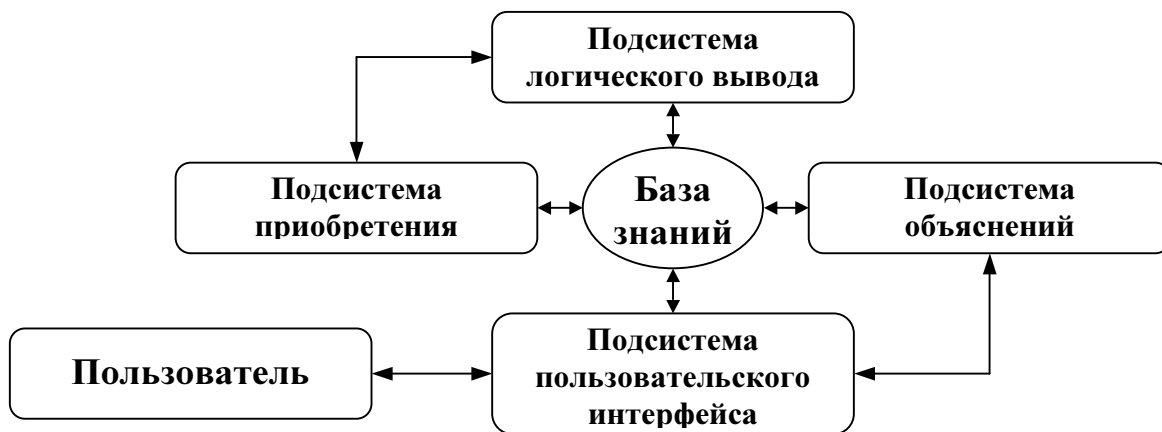 Подсистема
логического вывода
Подсистема
приобретения
База
знаний
Подсистема
объяснений
Пользователь
Подсистема
пользовательского
интерфейса